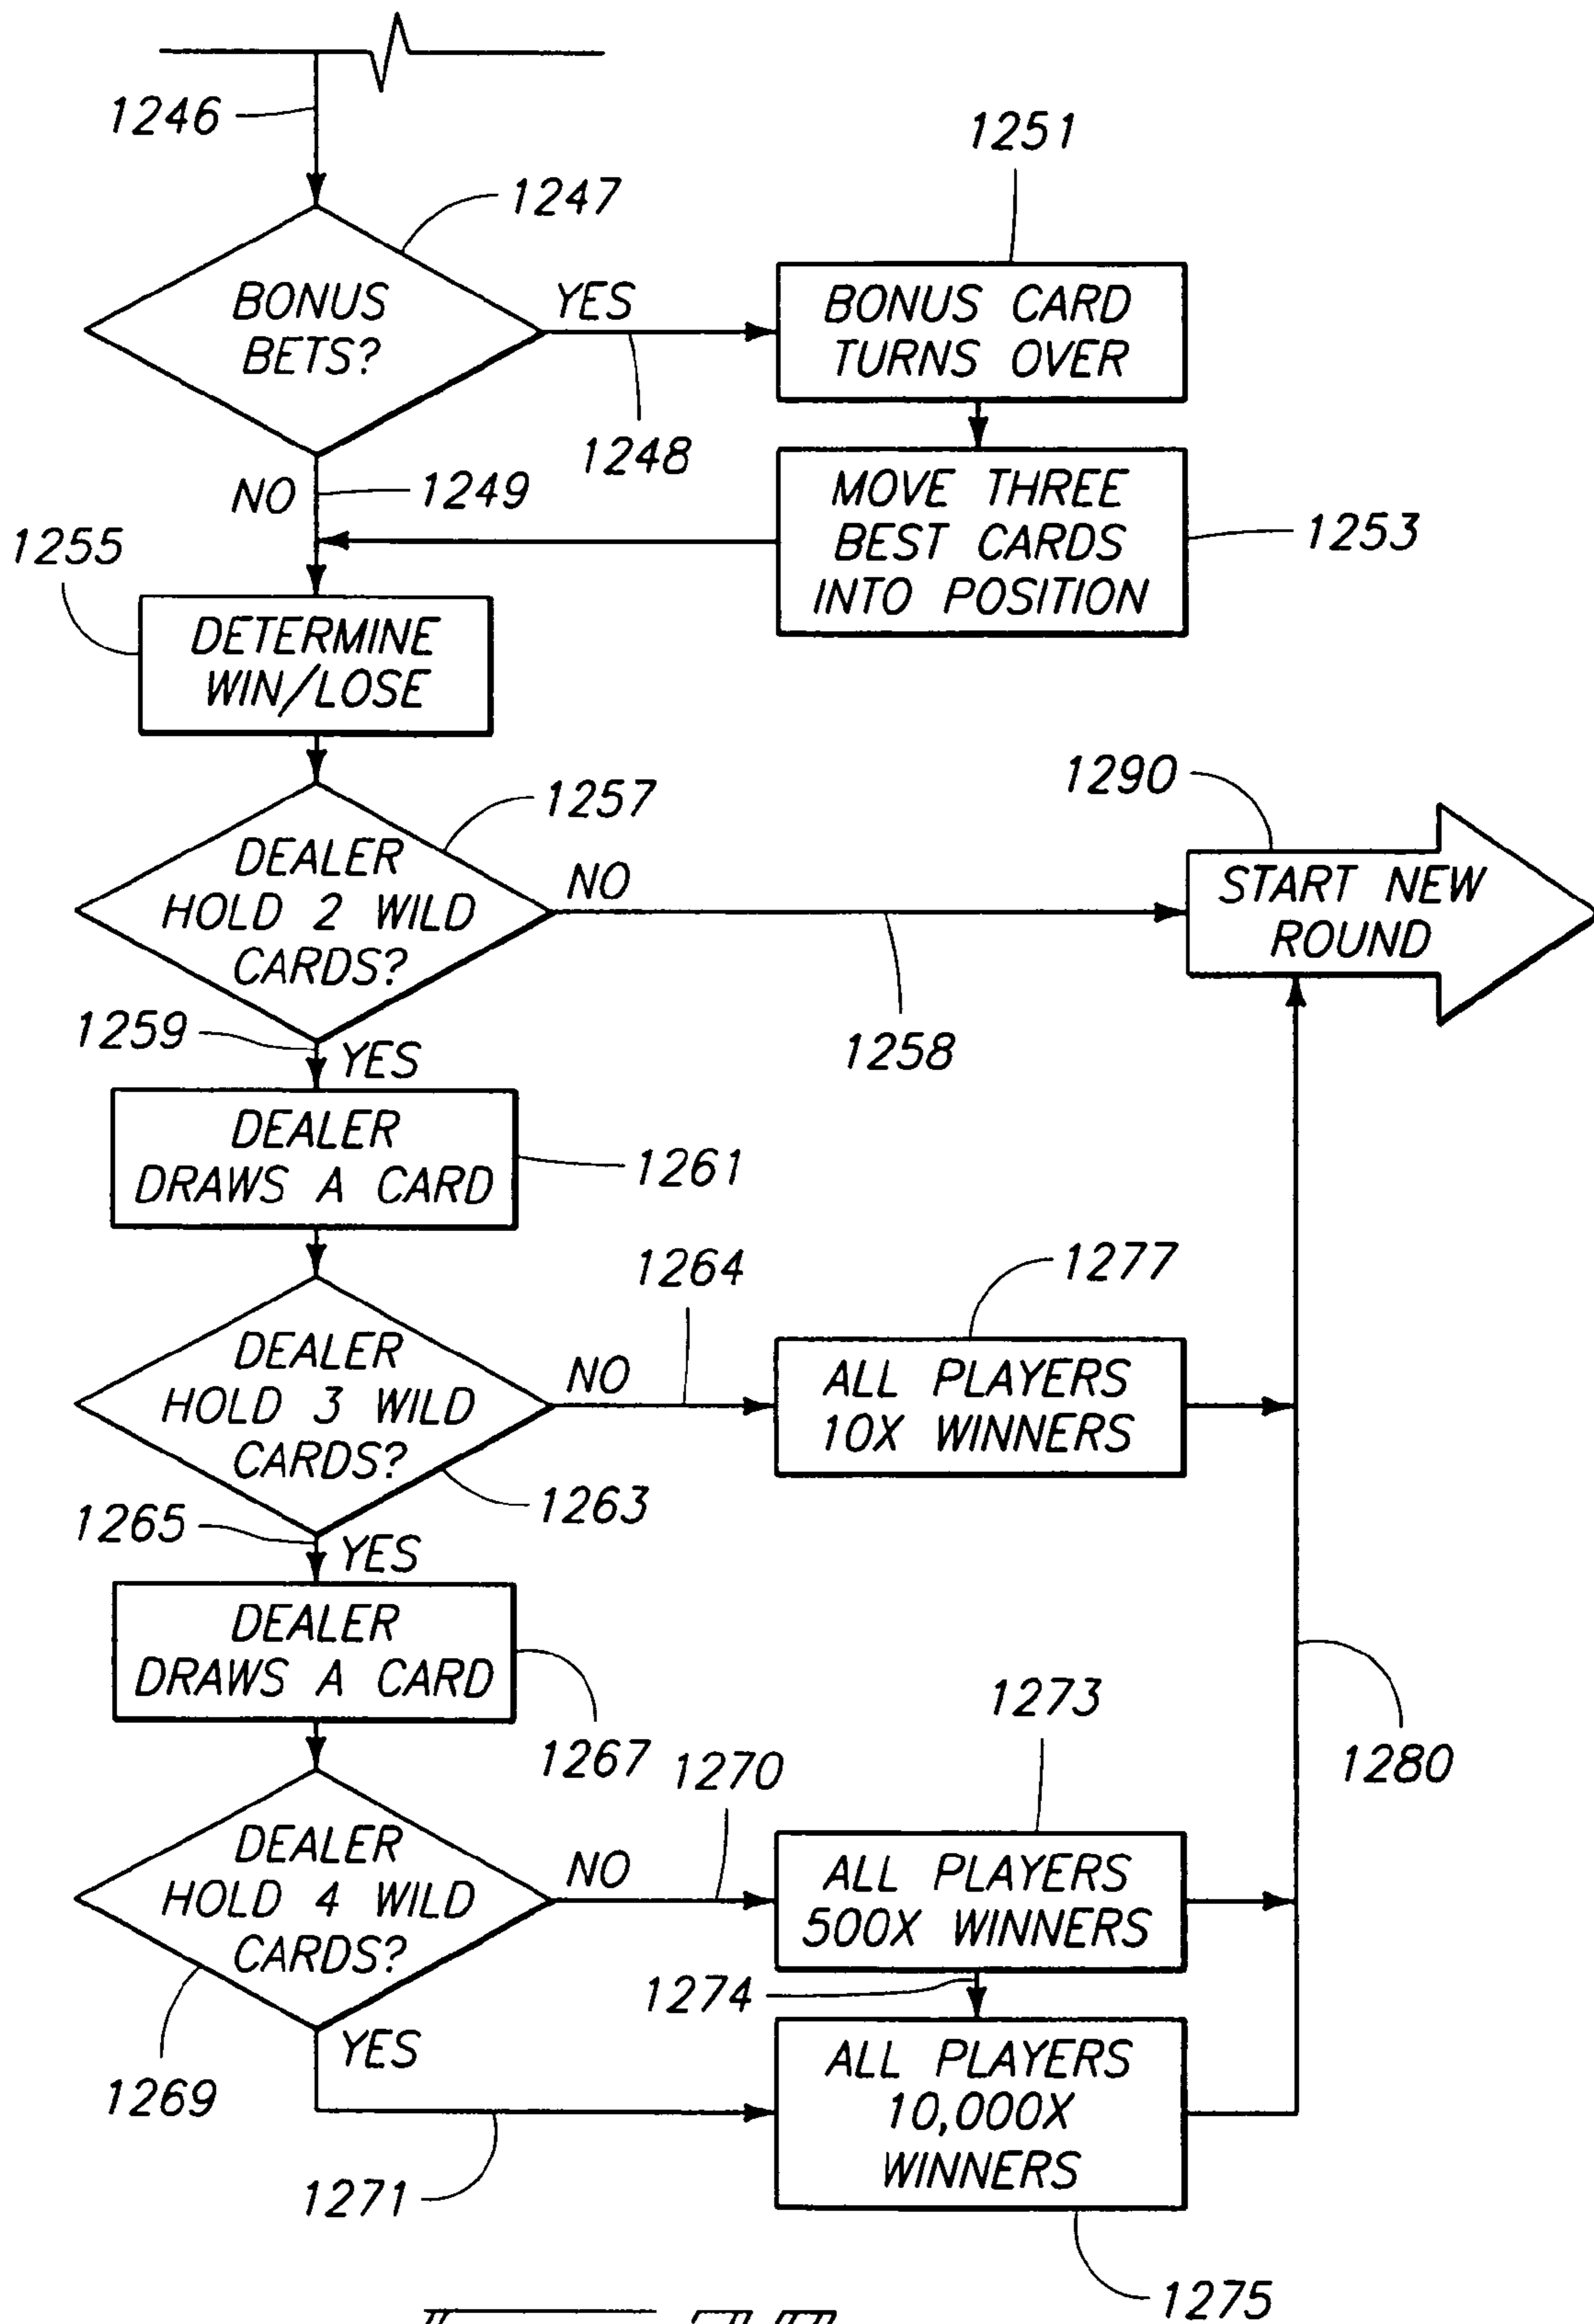 1246
1251
1247
BONUS
BETS?
YES
BONUS CARD
TURNS OVER
1248
NO
1249
MOVE THREE
BEST CARDS
INTO POSITION
1253
1255
DETERMINE
WIN/LOSE
1290
1257
DEALER
HOLD 2 WILD
CARDS?
NO
START NEW
ROUND
1259
YES
1258
DEALER
DRAWS A CARD
1261
1264
1277
DEALER
HOLD 3 WILD
CARDS?
NO
ALL PLAYERS
10X WINNERS
1263
1265
YES
DEALER
DRAWS A CARD
1273
1267
1270
1280
DEALER
HOLD 4 WILD
CARDS?
NO
ALL PLAYERS
500X WINNERS
1274
YES
1269
ALL PLAYERS
10,000X
WINNERS
1271
1275